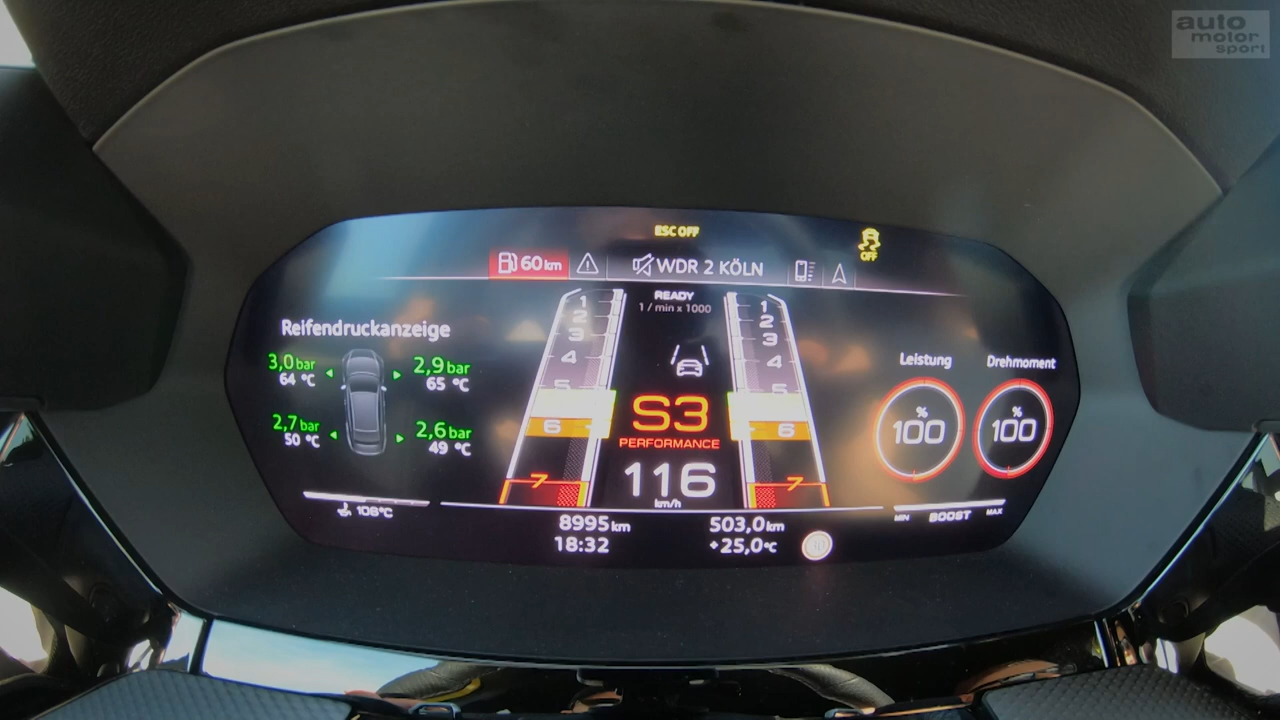 auto
motor
sport
ESC OFF
OFF
60 km
WDR 2 KÖLN
READY
1 / min x 1000
Reifendruckanzeige
3,0 bar
64 °C
2,9 bar
65 °C
2,7 bar
50 °C
2,6 bar
49 °C
1
2
3
4
5
6
7
1
2
3
4
5
6
7
S3
PERFORMANCE
116
km/h
Leistung
%
100
Drehmoment
%
100
108°C
8995 km
18:32
503,0 km
+25,0°C
MIN BOOST MAX